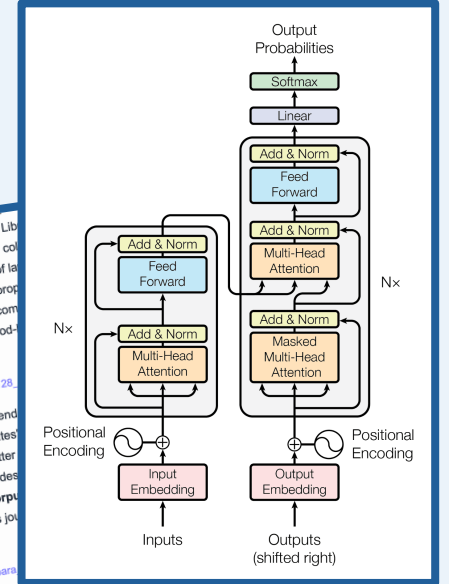 Output
Probabilities
Softmax
Linear
Add & Norm
Feed
Forward
Add & Norm
Multi-Head
Attention
Add & Norm
Masked
Multi-Head
Attention
N×
Positional
Encoding
Output
Embedding
Outputs
(shifted right)
Add & Norm
Feed
Forward
Add & Norm
Multi-Head
Attention
N×
Positional
Encoding
Input
Embedding
Inputs
28_